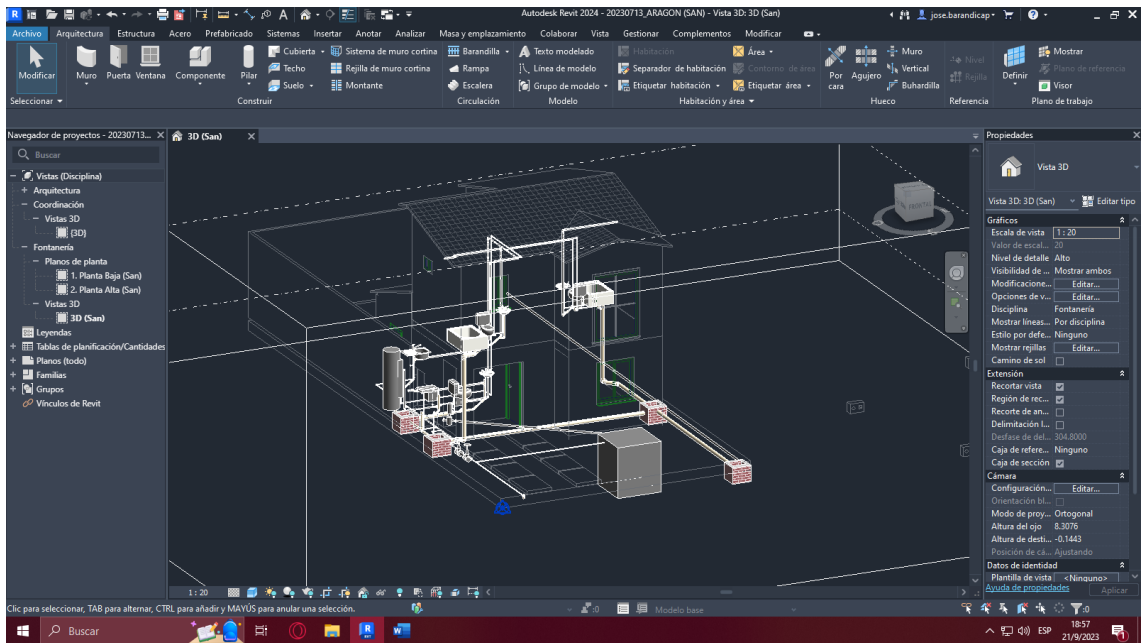 Autodesk Revit 2024 - 20230713_ARAGON (SAN) - Vista 3D: 3D (San)
jose.barandicap
Archivo Arquitectura Estructura Acero Prefabricado Sistemas Insertar Anotar Analizar Masa y emplazamiento Colaborar Vista Gestionar Complementos Modificar
Modificar
Muro Puerta Ventana Componente Pilar
Cubierta
Techo
Suelo
Sistema de muro cortina
Rejilla de muro cortina
Montante
Barandilla
Rampa
Escalera
Texto modelado
Línea de modelo
Grupo de modelo
Habitación
Separador de habitación
Etiquetar habitación
Área
Contorno de área
Etiquetar área
Por cara
Agujero
Muro
Vertical
Buhardilla
Nivel
Rejilla
Definir
Mostrar
Plano de referencia
Visor
Seleccionar Construir Circulación Modelo Habitación y área Hueco Referencia Plano de trabajo
Navegador de proyectos - 20230713...
Buscar
Vistas (Disciplina)
Arquitectura
Coordinación
Vistas 3D
{3D}
Fontanería
Planos de planta
1. Planta Baja (San)
2. Planta Alta (San)
Vistas 3D
3D (San)
Leyendas
Tablas de planificación/Cantidades
Planos (todo)
Familias
Grupos
Vínculos de Revit
3D (San)
FRONTAL
Propiedades
Vista 3D
Vista 3D: 3D (San) Editar tipo
Gráficos
Escala de vista 1 : 20
Valor de escal... 20
Nivel de detalle Alto
Visibilidad de ... Mostrar ambos
Modificacione... Editar...
Opciones de v... Editar...
Disciplina Fontanería
Mostrar líneas... Por disciplina
Estilo por defe... Ninguno
Mostrar rejillas Editar...
Camino de sol
Extensión
Recortar vista
Región de rec...
Recorte de an...
Delimitación l...
Desfase de del... 304.8000
Caja de refere... Ninguno
Caja de sección
Cámara
Configuración... Editar...
Orientación bl...
Modo de proy... Ortogonal
Altura del ojo 8.3076
Altura de desti... -0.1443
Posición de cá... Ajustando
Datos de identidad
Plantilla de vista <Ninguno>
Ayuda de propiedades Aplicar
1 : 20
Clic para seleccionar, TAB para alternar, CTRL para añadir y MAYÚS para anular una selección.
:0
Modelo base
:0
Buscar
ESP
18:57
21/9/2023